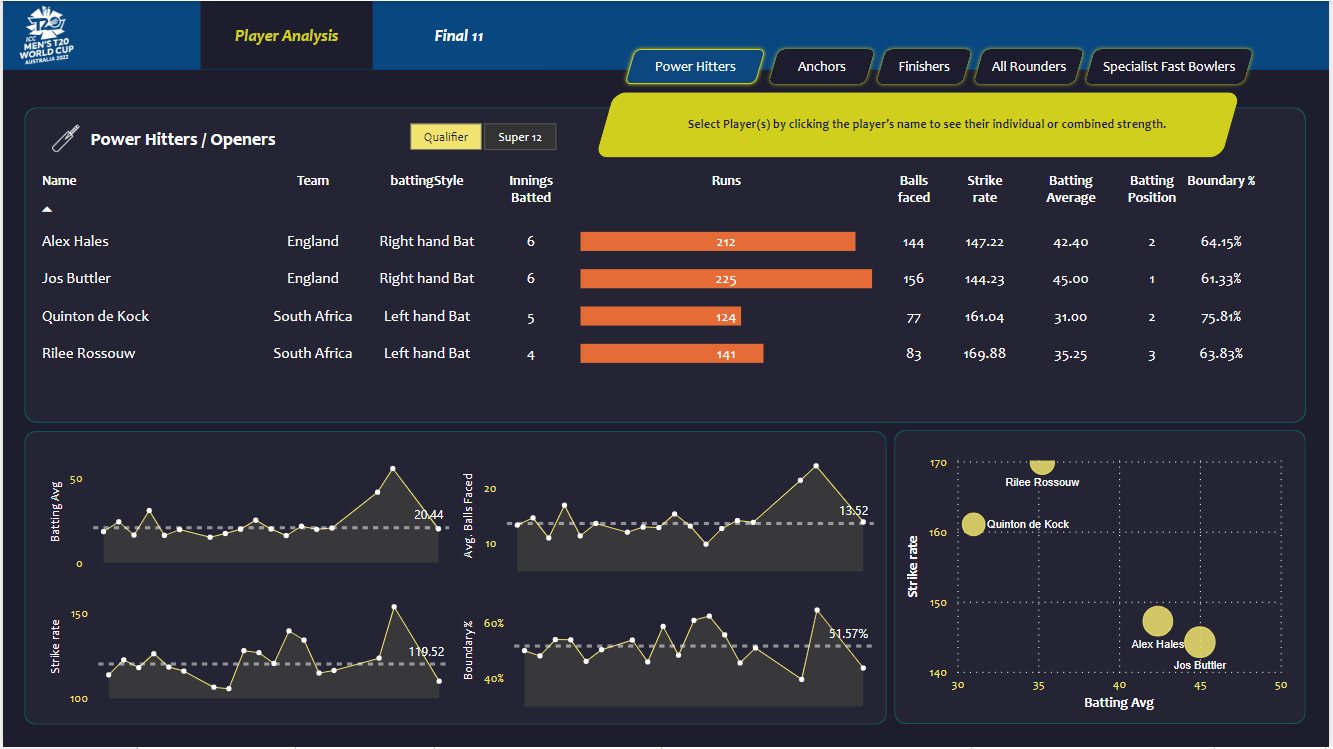 T20
ICC
MEN'S T20
WORLD CUP
AUSTRALIA 2022
Player Analysis
Final 11
Power Hitters
Anchors
Finishers
All Rounders
Specialist Fast Bowlers
Select Player(s) by clicking the player's name to see their individual or combined strength.
Power Hitters / Openers
Qualifier
Super 12
Name Team battingStyle Innings Batted Runs Balls faced Strike rate Batting Average Batting Position Boundary %
Alex Hales England Right hand Bat 6 212 144 147.22 42.40 2 64.15%
Jos Buttler England Right hand Bat 6 225 156 144.23 45.00 1 61.33%
Quinton de Kock South Africa Left hand Bat 5 124 77 161.04 31.00 2 75.81%
Rilee Rossouw South Africa Left hand Bat 4 141 83 169.88 35.25 3 63.83%
Batting Avg
50
0
20.44
Avg. Balls Faced
20
10
13.52
Strike rate
150
100
119.52
Boundary%
60%
40%
51.57%
Strike rate
170
160
150
140
Rilee Rossouw
Quinton de Kock
Alex Hales
Jos Buttler
30 35 40 45 50
Batting Avg